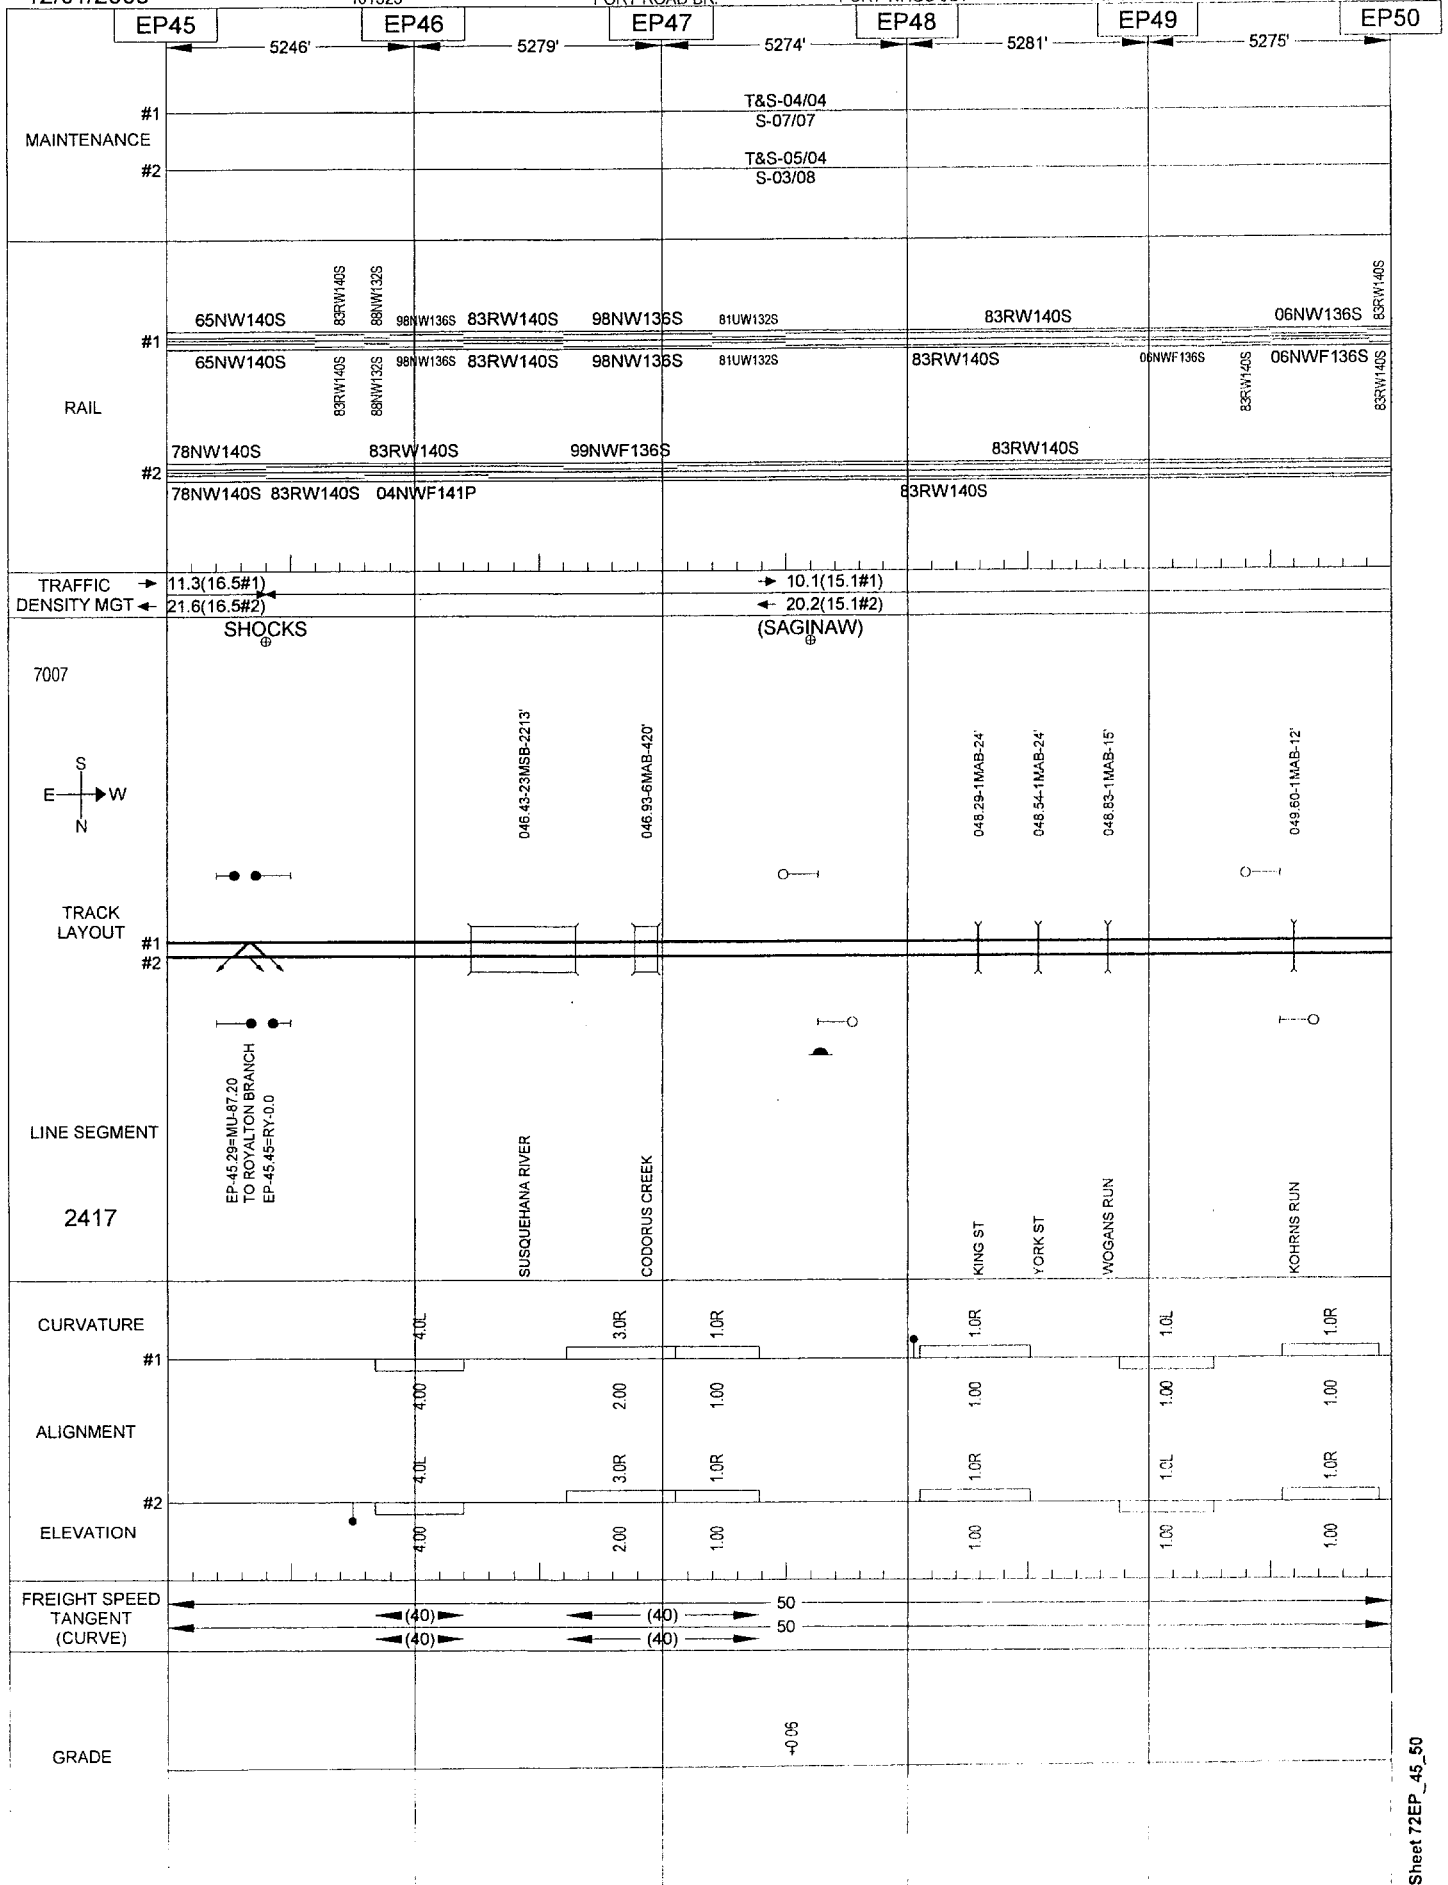 EP45 EP46 EP47 EP48 EP49 EP50
5246' 5279' 5274' 5281' 5275'
MAINTENANCE
#1
T&S-04/04
S-07/07
#2
T&S-05/04
S-03/08
RAIL
83RW140S 88NW132S 83RW140S
65NW140S 98NW136S 83RW140S 98NW136S 81UW132S 83RW140S 06NW136S
#1
65NW140S 98NW136S 83RW140S 98NW136S 81UW132S 83RW140S 06NWF136S 06NWF136S
83RW140S 88NW132S 83RW140S 83RW140S
78NW140S 83RW140S 99NWF136S 83RW140S
#2
78NW140S 83RW140S 04NWF141P 83RW140S
TRAFFIC 11.3(16.5#1) 10.1(15.1#1)
DENSITY MGT 21.6(16.5#2) 20.2(15.1#2)
SHOCKS (SAGINAW)
7007
S
E W
N
046.43-23MSB-2213'
046.93-6MAB-420'
048.29-1MAB-24'
048.54-1MAB-24'
048.83-1MAB-15'
049.60-1MAB-12'
TRACK
LAYOUT
#1
#2
EP-45.29=MU-87.20
TO ROYALTON BRANCH
EP-45.45=RY-0.0
LINE SEGMENT
2417
SUSQUEHANA RIVER
CODORUS CREEK
KING ST
YORK ST
WOGANS RUN
KOHRNS RUN
CURVATURE
4.0L 3.0R 1.0R 1.0R 1.0L 1.0R
#1
4.00 2.00 1.00 1.00 1.00 1.00
ALIGNMENT
4.0L 3.0R 1.0R 1.0R 1.0L 1.0R
#2
ELEVATION
4.00 2.00 1.00 1.00 1.00 1.00
FREIGHT SPEED
TANGENT
(CURVE)
50
(40) (40)
50
(40) (40)
GRADE
+0.06
Sheet 72EP_45_50